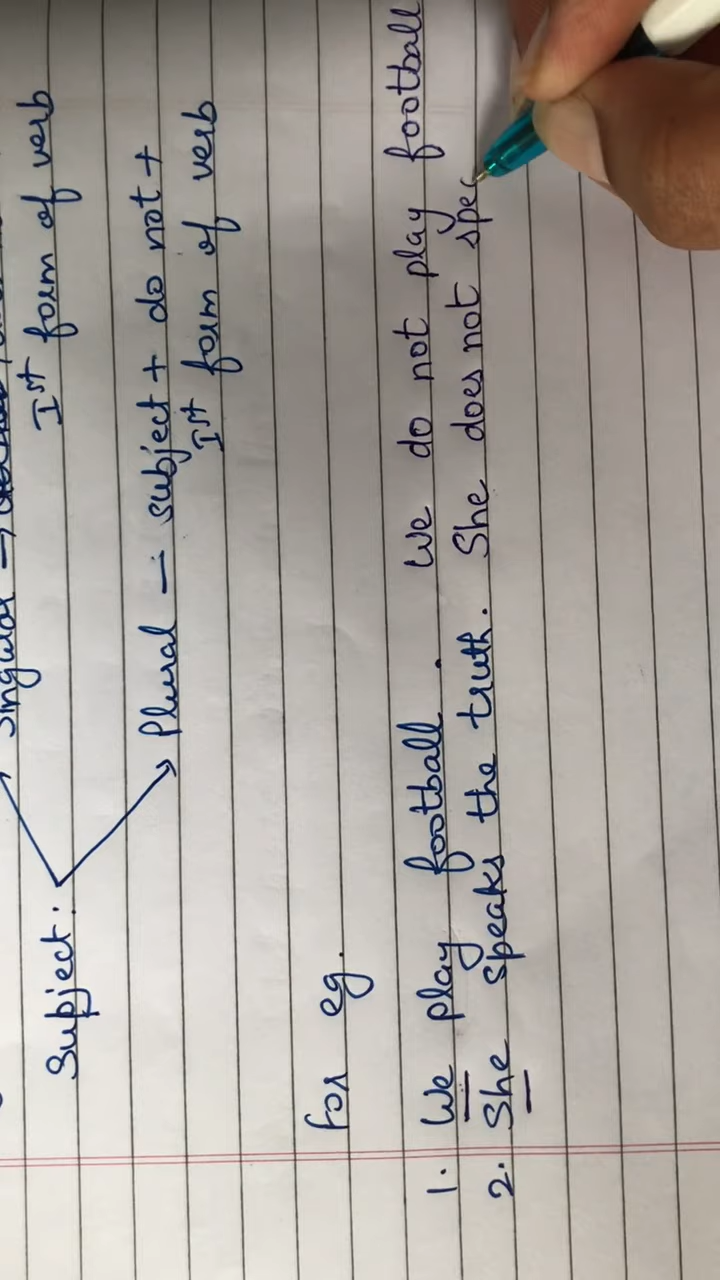 Singular →
Ist form of verb
Subject.
Plural — subject + do not +
Ist form of verb
For eg.
1. We play football. We do not play football
2. She speaks the truth. She does not spe